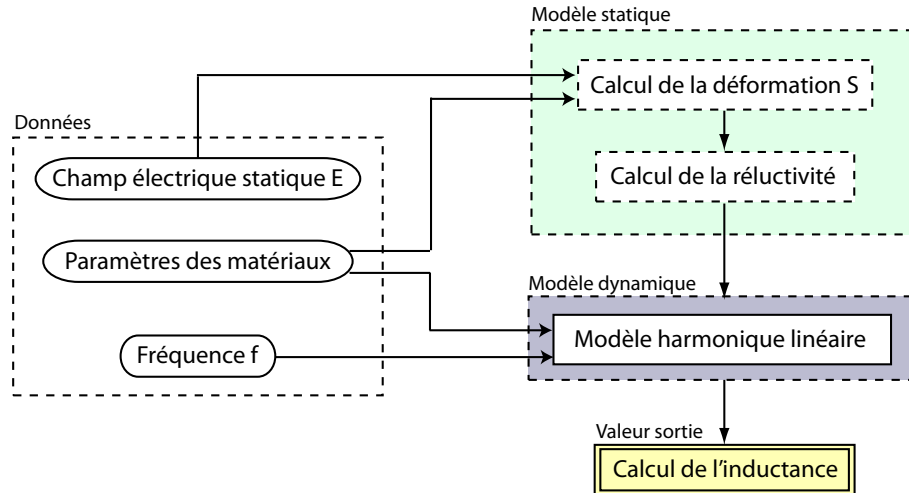 Modèle statique
Calcul de la déformation S
Données
Champ électrique statique E
Calcul de la réluctivité
Paramètres des matériaux
Modèle dynamique
Modèle harmonique linéaire
Fréquence f
Valeur sortie
Calcul de l'inductance